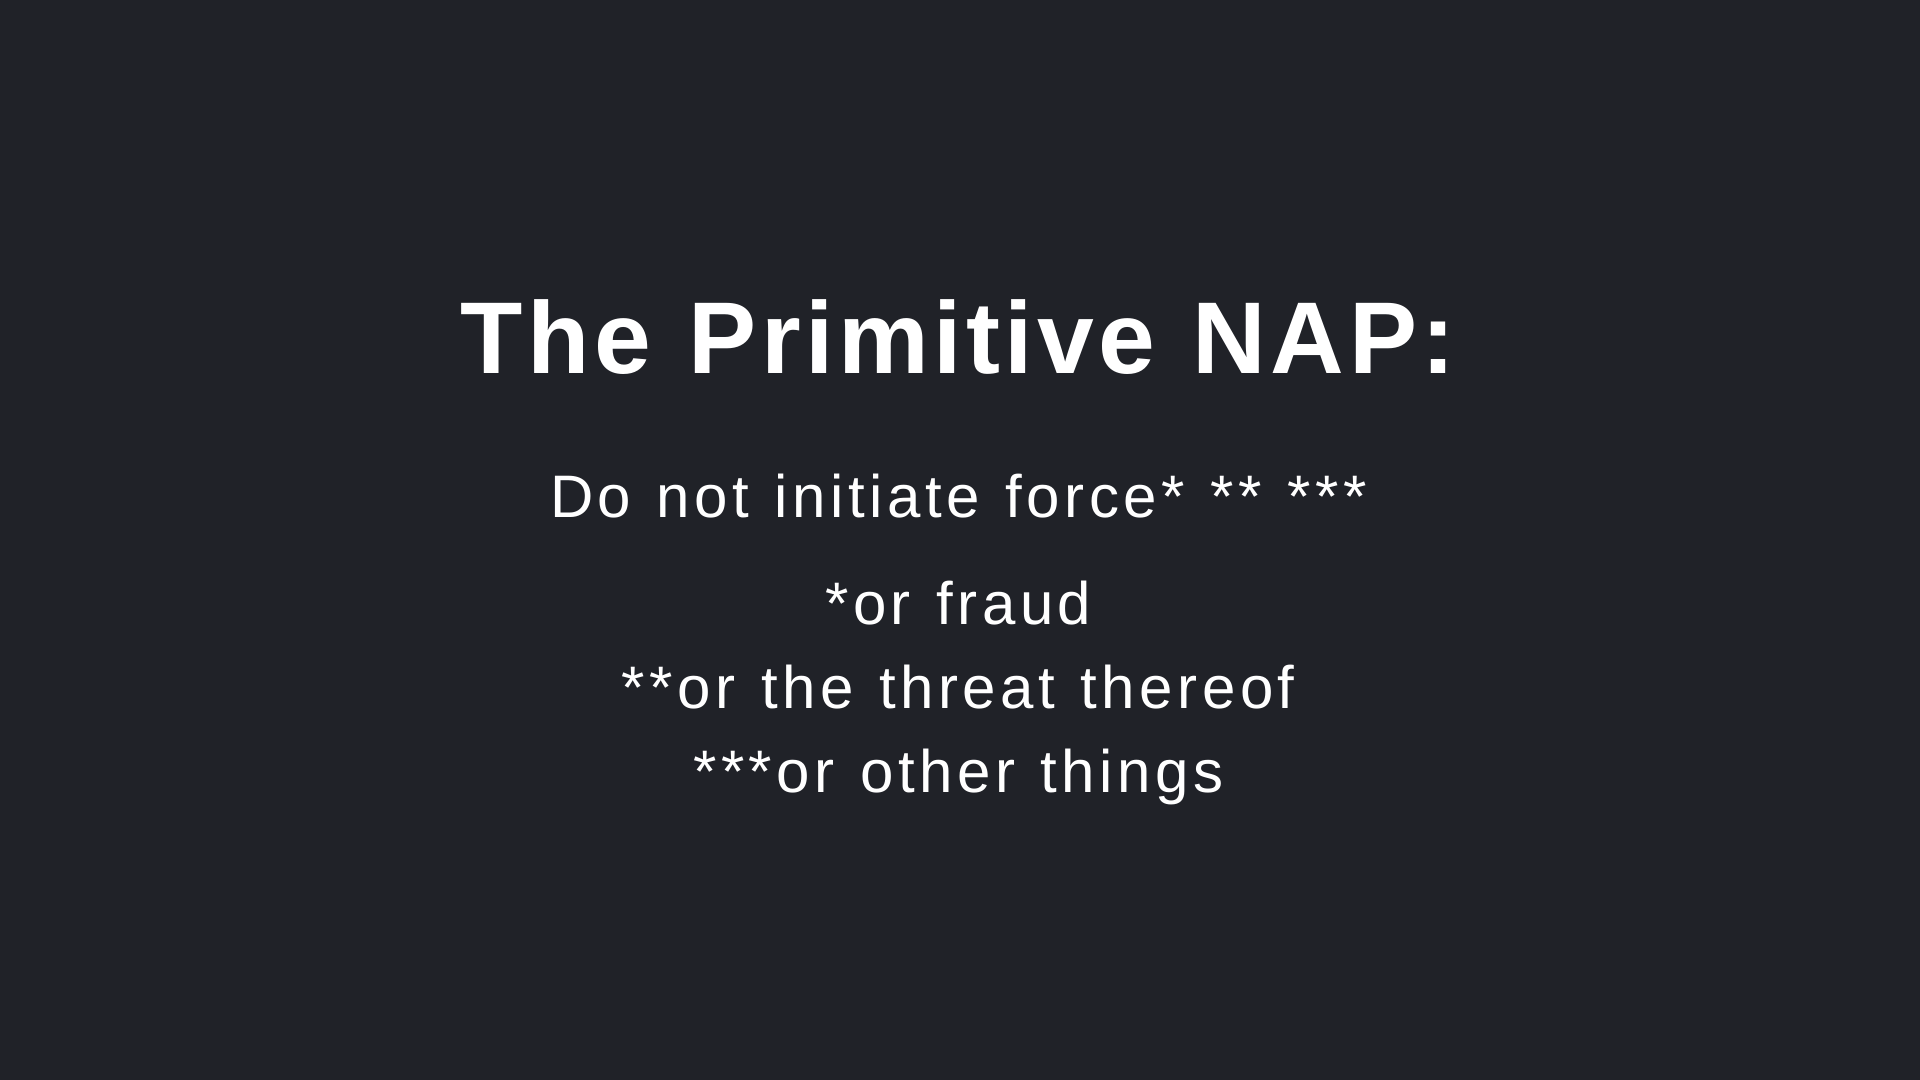 The Primitive NAP:
Do not initiate force* ** ***
*or fraud
**or the threat thereof
***or other things